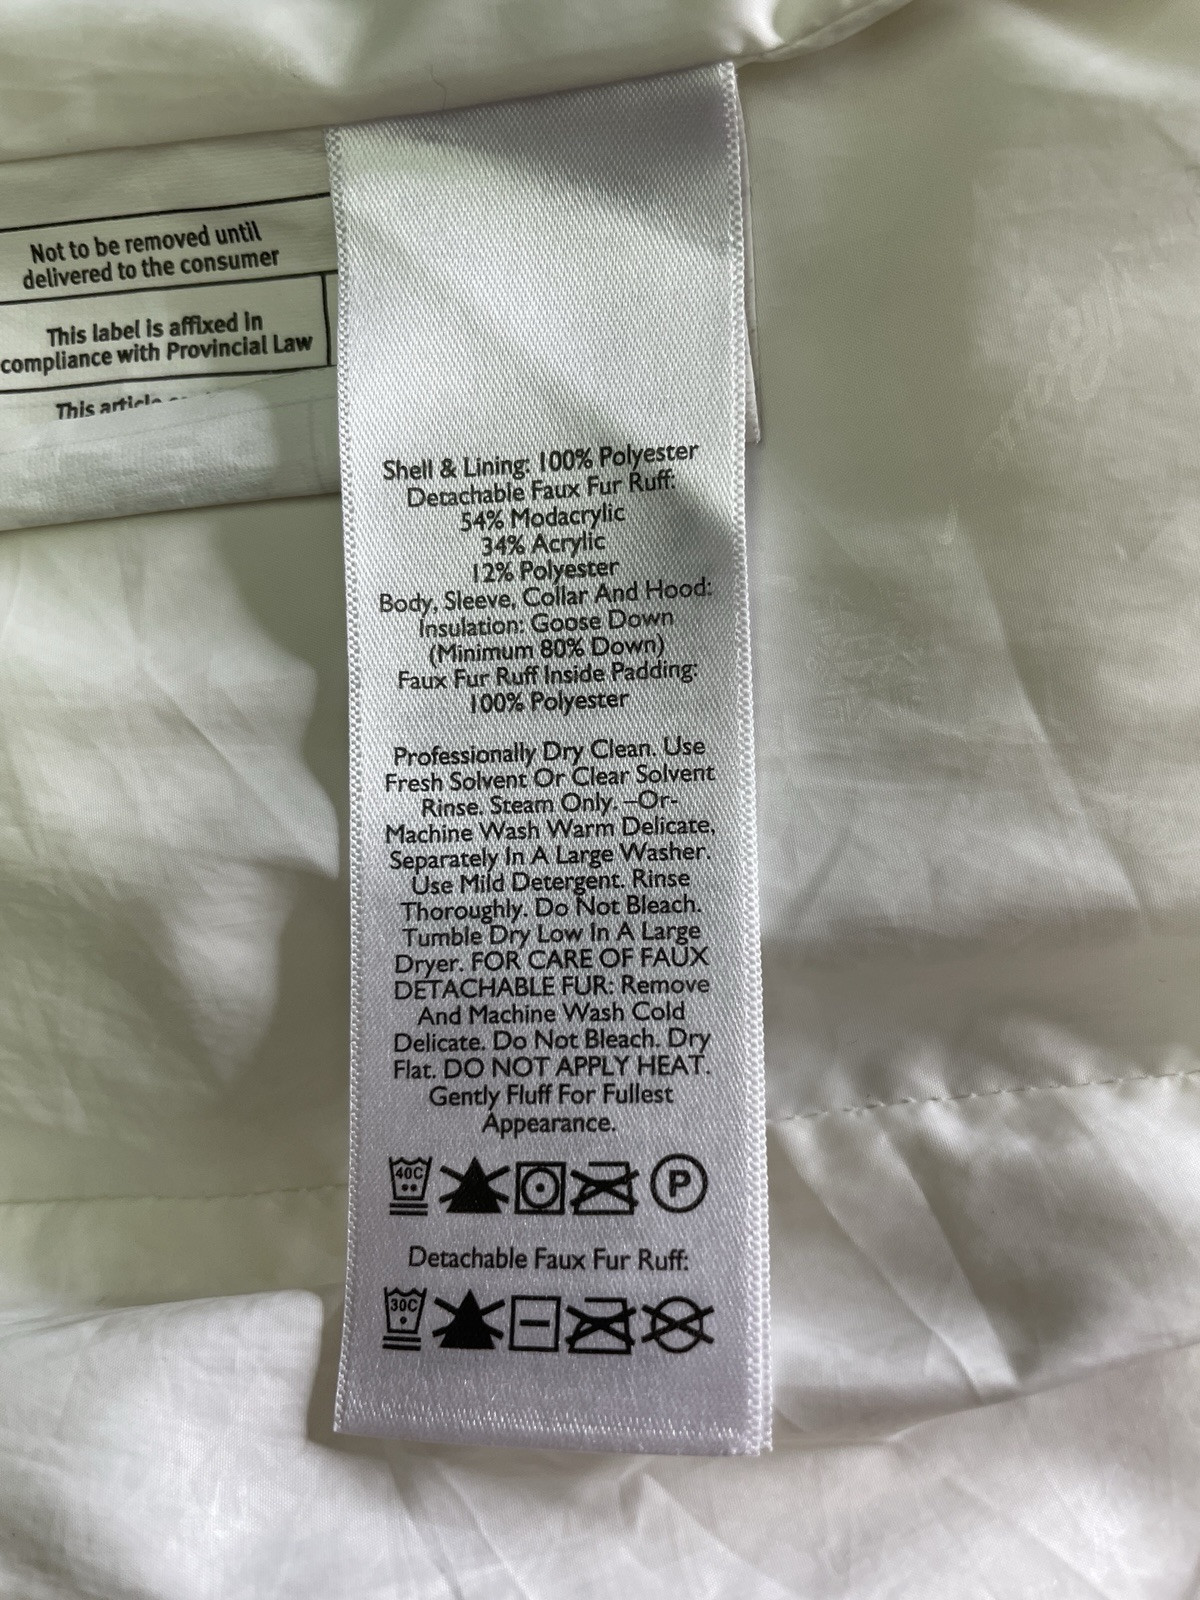 Not to be removed until
delivered to the consumer
This label is affixed in
compliance with Provincial Law
This article
Shell & Lining: 100% Polyester
Detachable Faux Fur Ruff:
54% Modacrylic
34% Acrylic
12% Polyester
Body, Sleeve, Collar And Hood:
Insulation: Goose Down
(Minimum 80% Down)
Faux Fur Ruff Inside Padding:
100% Polyester
Professionally Dry Clean. Use
Fresh Solvent Or Clear Solvent
Rinse. Steam Only. –Or-
Machine Wash Warm Delicate,
Separately In A Large Washer.
Use Mild Detergent. Rinse
Thoroughly. Do Not Bleach.
Tumble Dry Low In A Large
Dryer. FOR CARE OF FAUX
DETACHABLE FUR: Remove
And Machine Wash Cold
Delicate. Do Not Bleach. Dry
Flat. DO NOT APPLY HEAT.
Gently Fluff For Fullest
Appearance.
40C P
Detachable Faux Fur Ruff:
30C